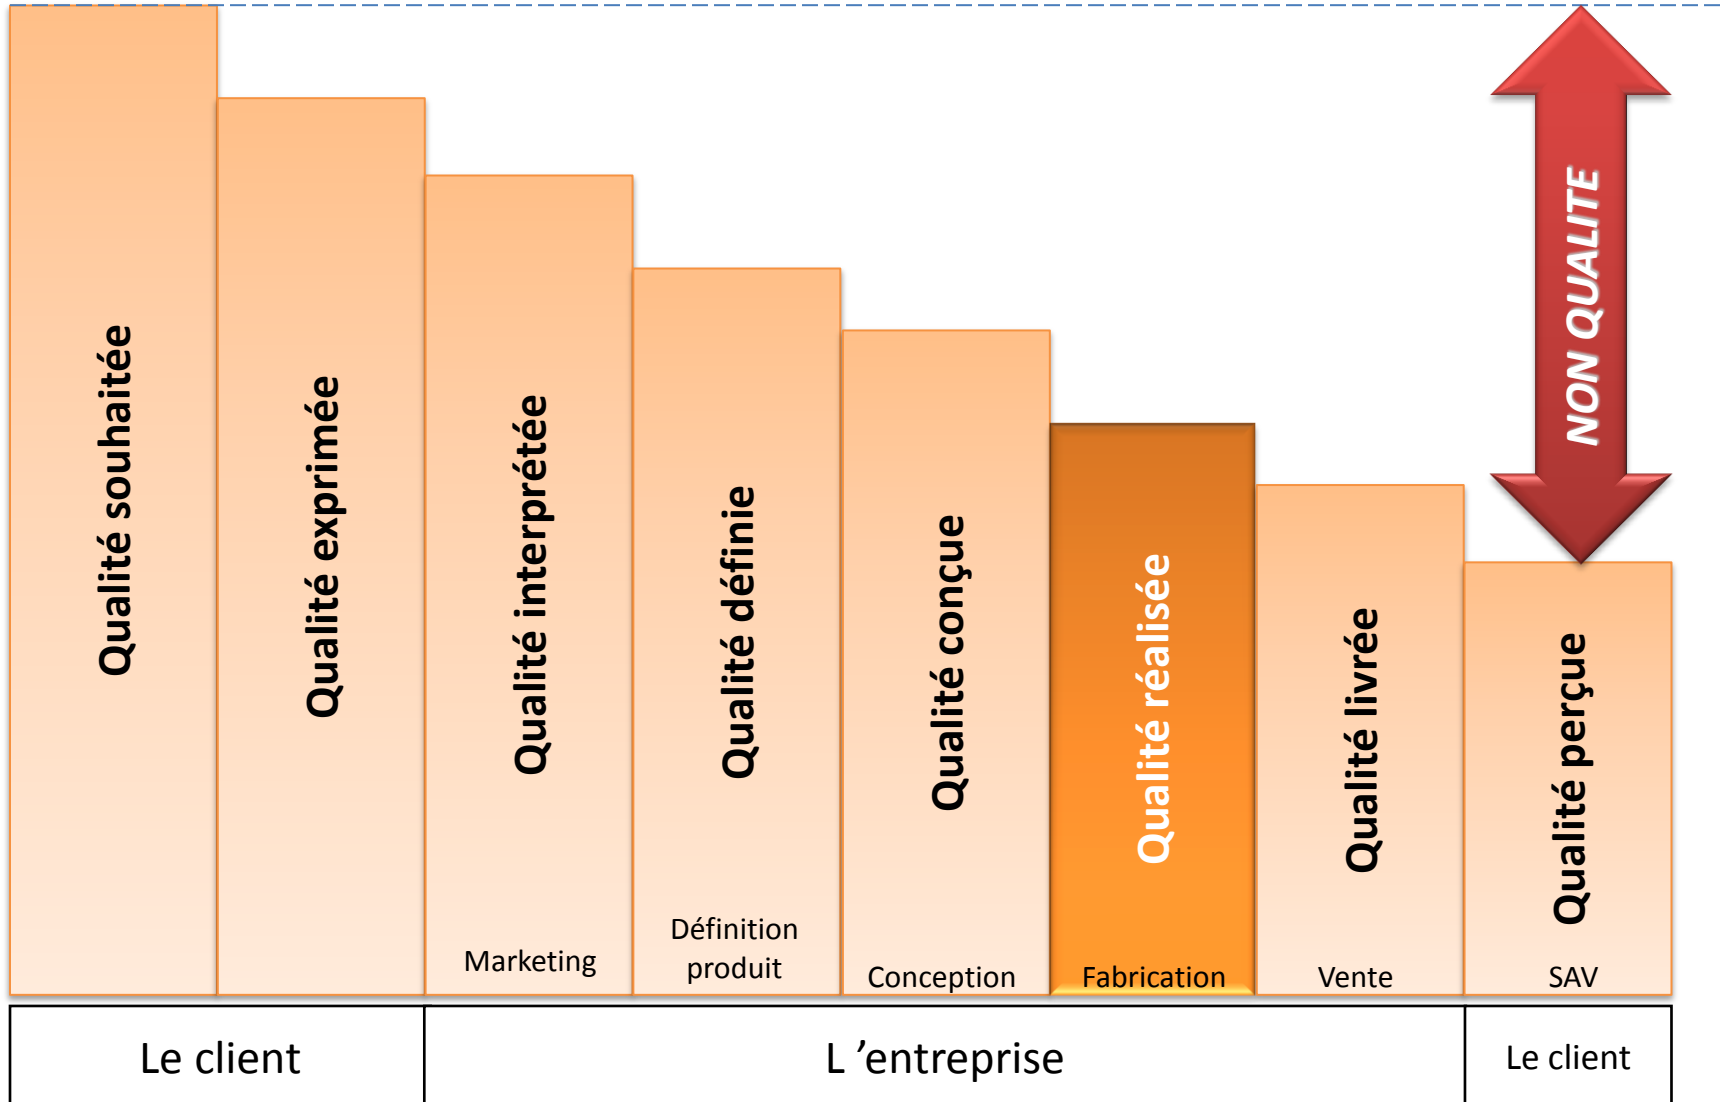 Qualité souhaitée
Qualité exprimée
Qualité interprétée
Marketing
Qualité définie
Définition
produit
Qualité conçue
Conception
Qualité réalisée
Fabrication
Qualité livrée
Vente
NON QUALITE
Qualité perçue
SAV
Le client
L ’entreprise
Le client